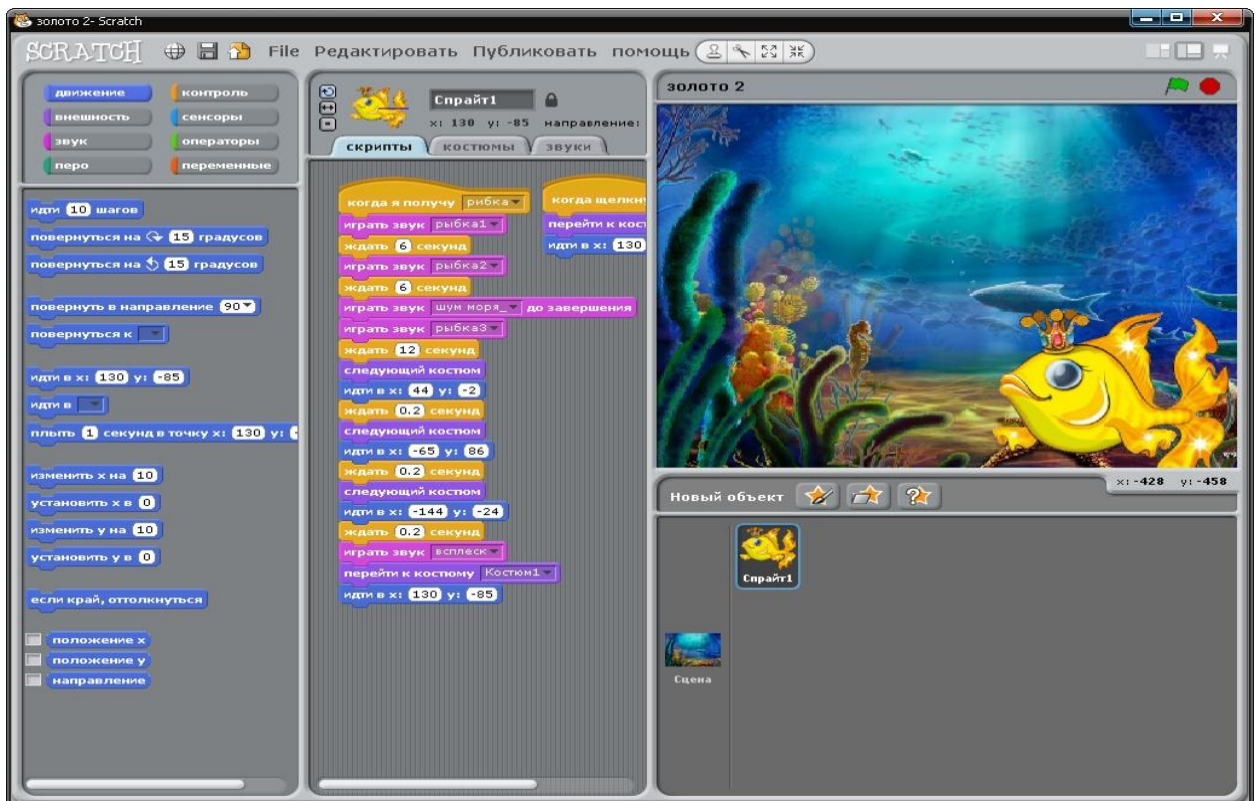 золото 2- Scratch
SCRATCH File Редактировать Публиковать помощь
движение контроль
внешность сенсоры
звук операторы
перо переменные
идти 10 шагов
повернуться на 15 градусов
повернуться на 15 градусов
повернуть в направление 90
повернуться к
идти в x: 130 y: -85
идти в
плыть 1 секунд в точку x: 130 y:
изменить x на 10
установить x в 0
изменить y на 10
установить y в 0
если край, оттолкнуться
положение x
положение y
направление
Спрайт1
x: 130 y: -85 направление:
скрипты костюмы звуки
когда я получу рибка
играть звук рыбка1
ждать 6 секунд
играть звук рыбка2
ждать 6 секунд
играть звук шум моря_ до завершения
играть звук рыбка3
ждать 12 секунд
следующий костюм
идти в x: 44 y: -2
ждать 0.2 секунд
следующий костюм
идти в x: -65 y: 86
ждать 0.2 секунд
следующий костюм
идти в x: -144 y: -24
ждать 0.2 секунд
играть звук всплеск
перейти к костюму Костюм1
идти в x: 130 y: -85
когда щелкну
перейти к кост
идти в x: 130
золото 2
x: -428 y: -458
Новый объект
Спрайт1
Сцена